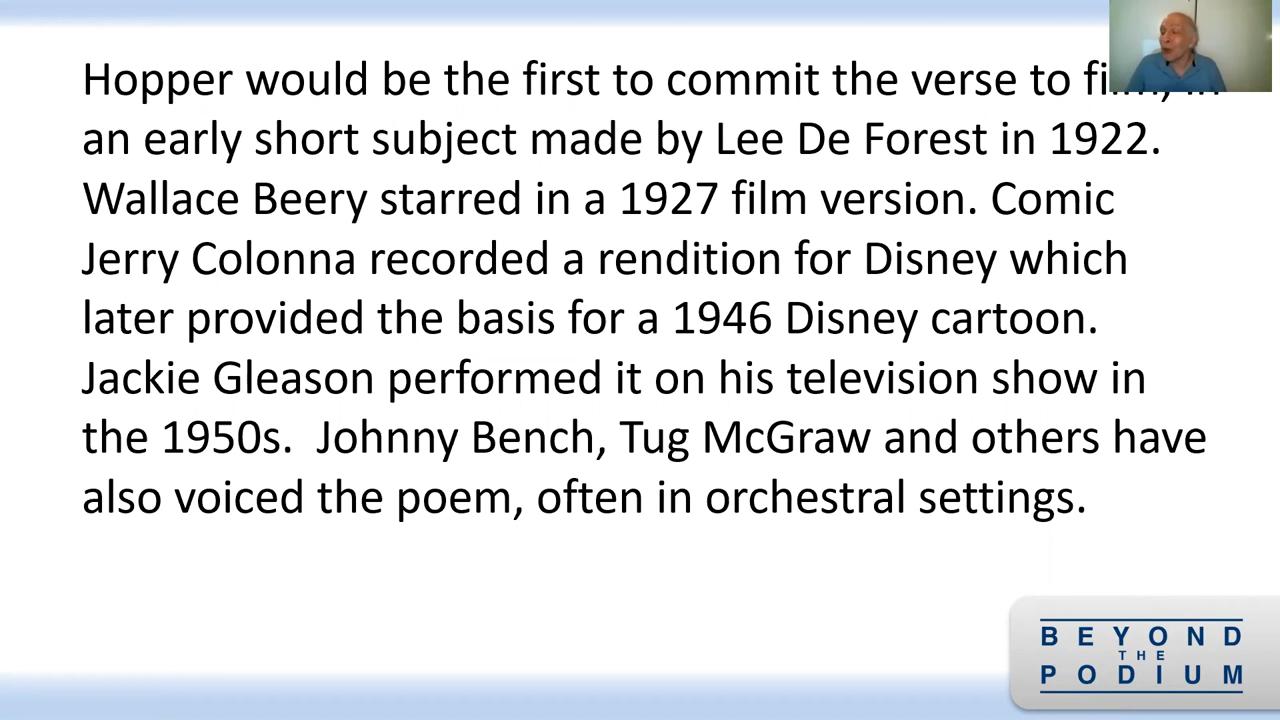 Hopper would be the first to commit the verse to
an early short subject made by Lee De Forest in 1922.
Wallace Beery starred in a 1927 film version. Comic
Jerry Colonna recorded a rendition for Disney which
later provided the basis for a 1946 Disney cartoon.
Jackie Gleason performed it on his television show in
the 1950s.  Johnny Bench, Tug McGraw and others have
also voiced the poem, often in orchestral settings.
BEYOND
THE
PODIUM